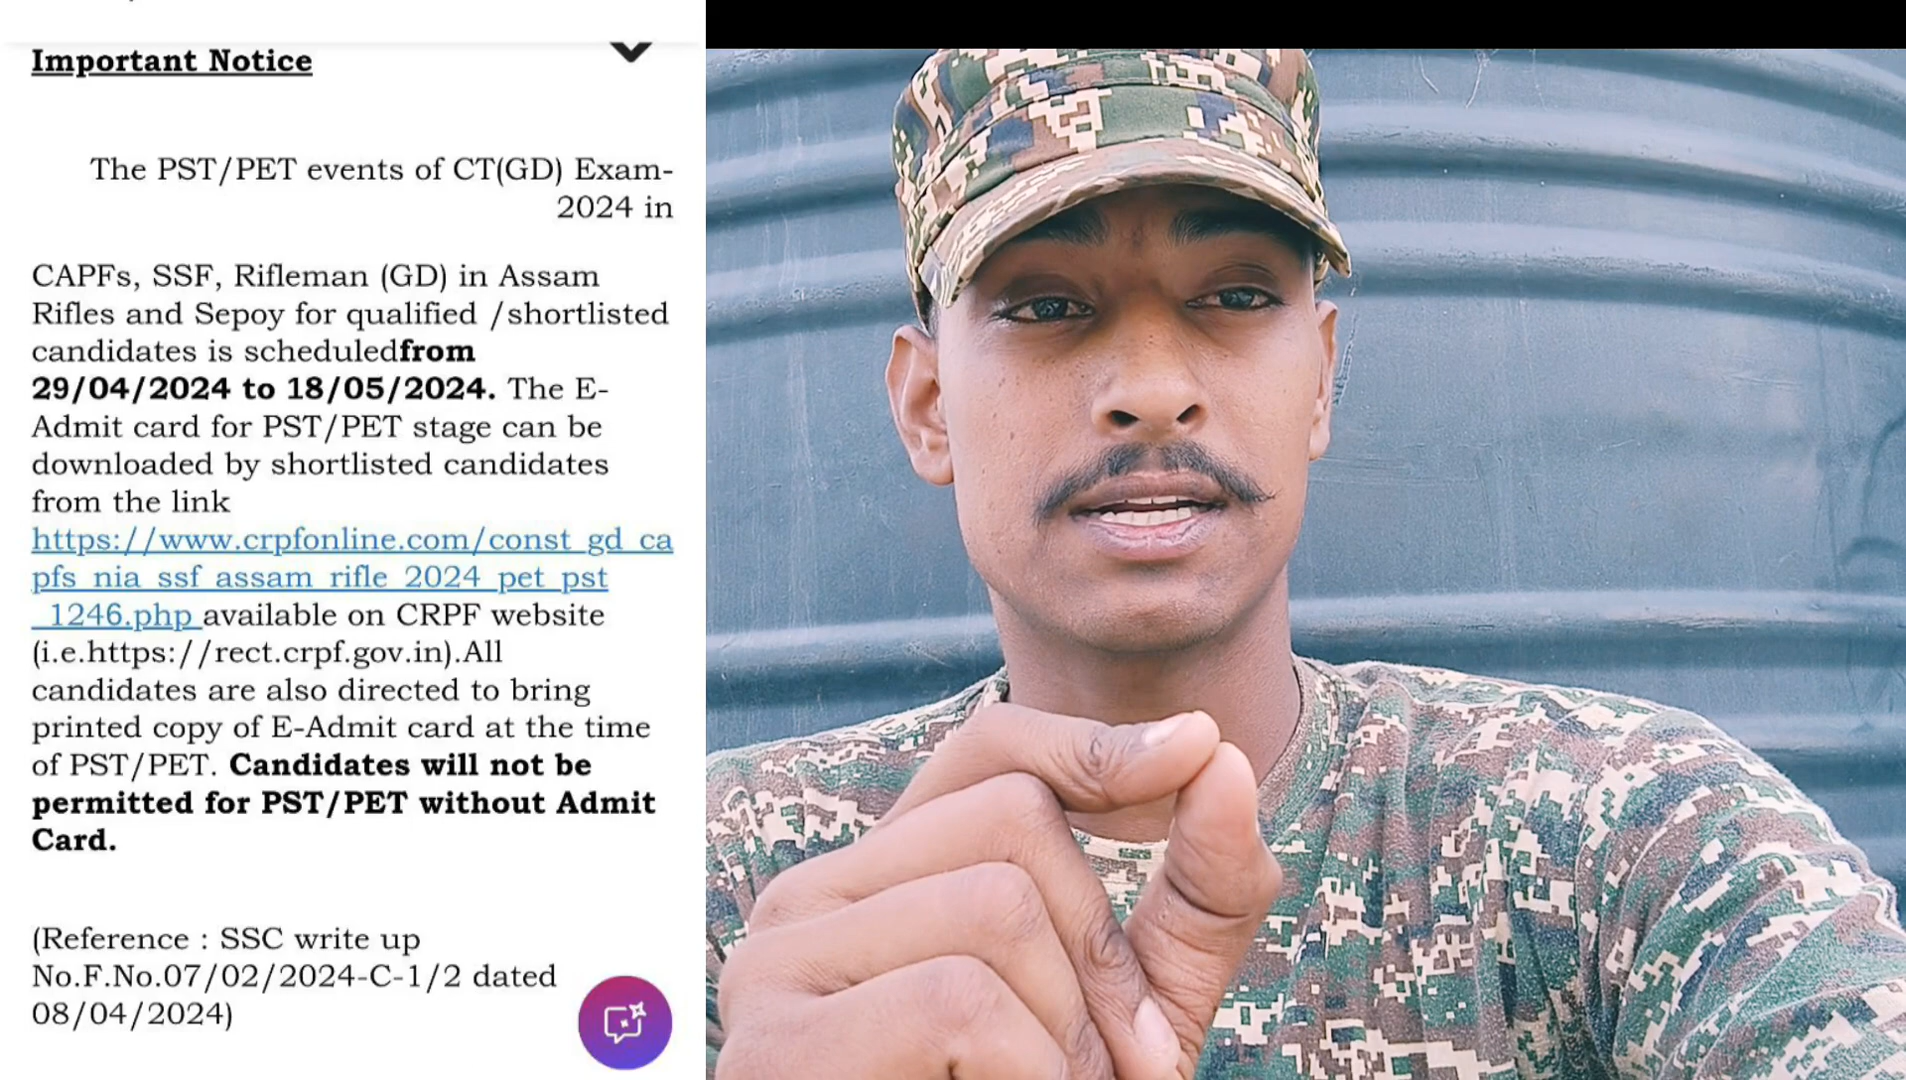 Important Notice
The PST/PET events of CT(GD) Exam-
2024 in
CAPFs, SSF, Rifleman (GD) in Assam
Rifles and Sepoy for qualified /shortlisted
candidates is scheduledfrom
29/04/2024 to 18/05/2024. The E-
Admit card for PST/PET stage can be
downloaded by shortlisted candidates
from the link
https://www.crpfonline.com/const_gd_ca
pfs_nia_ssf_assam_rifle_2024_pet_pst
_1246.php available on CRPF website
(i.e.https://rect.crpf.gov.in).All
candidates are also directed to bring
printed copy of E-Admit card at the time
of PST/PET. Candidates will not be
permitted for PST/PET without Admit
Card.
(Reference : SSC write up
No.F.No.07/02/2024-C-1/2 dated
08/04/2024)